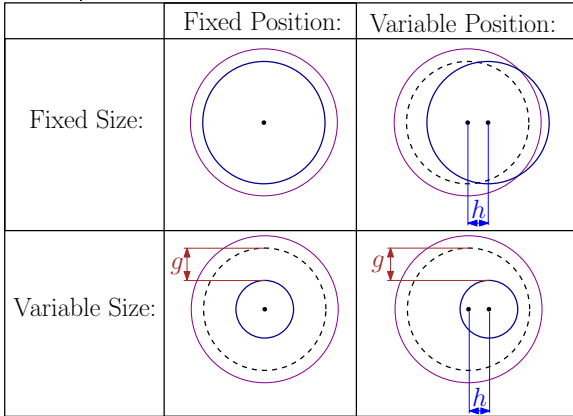 Fixed Position: Variable Position:
Fixed Size:
h
g g
Variable Size:
h